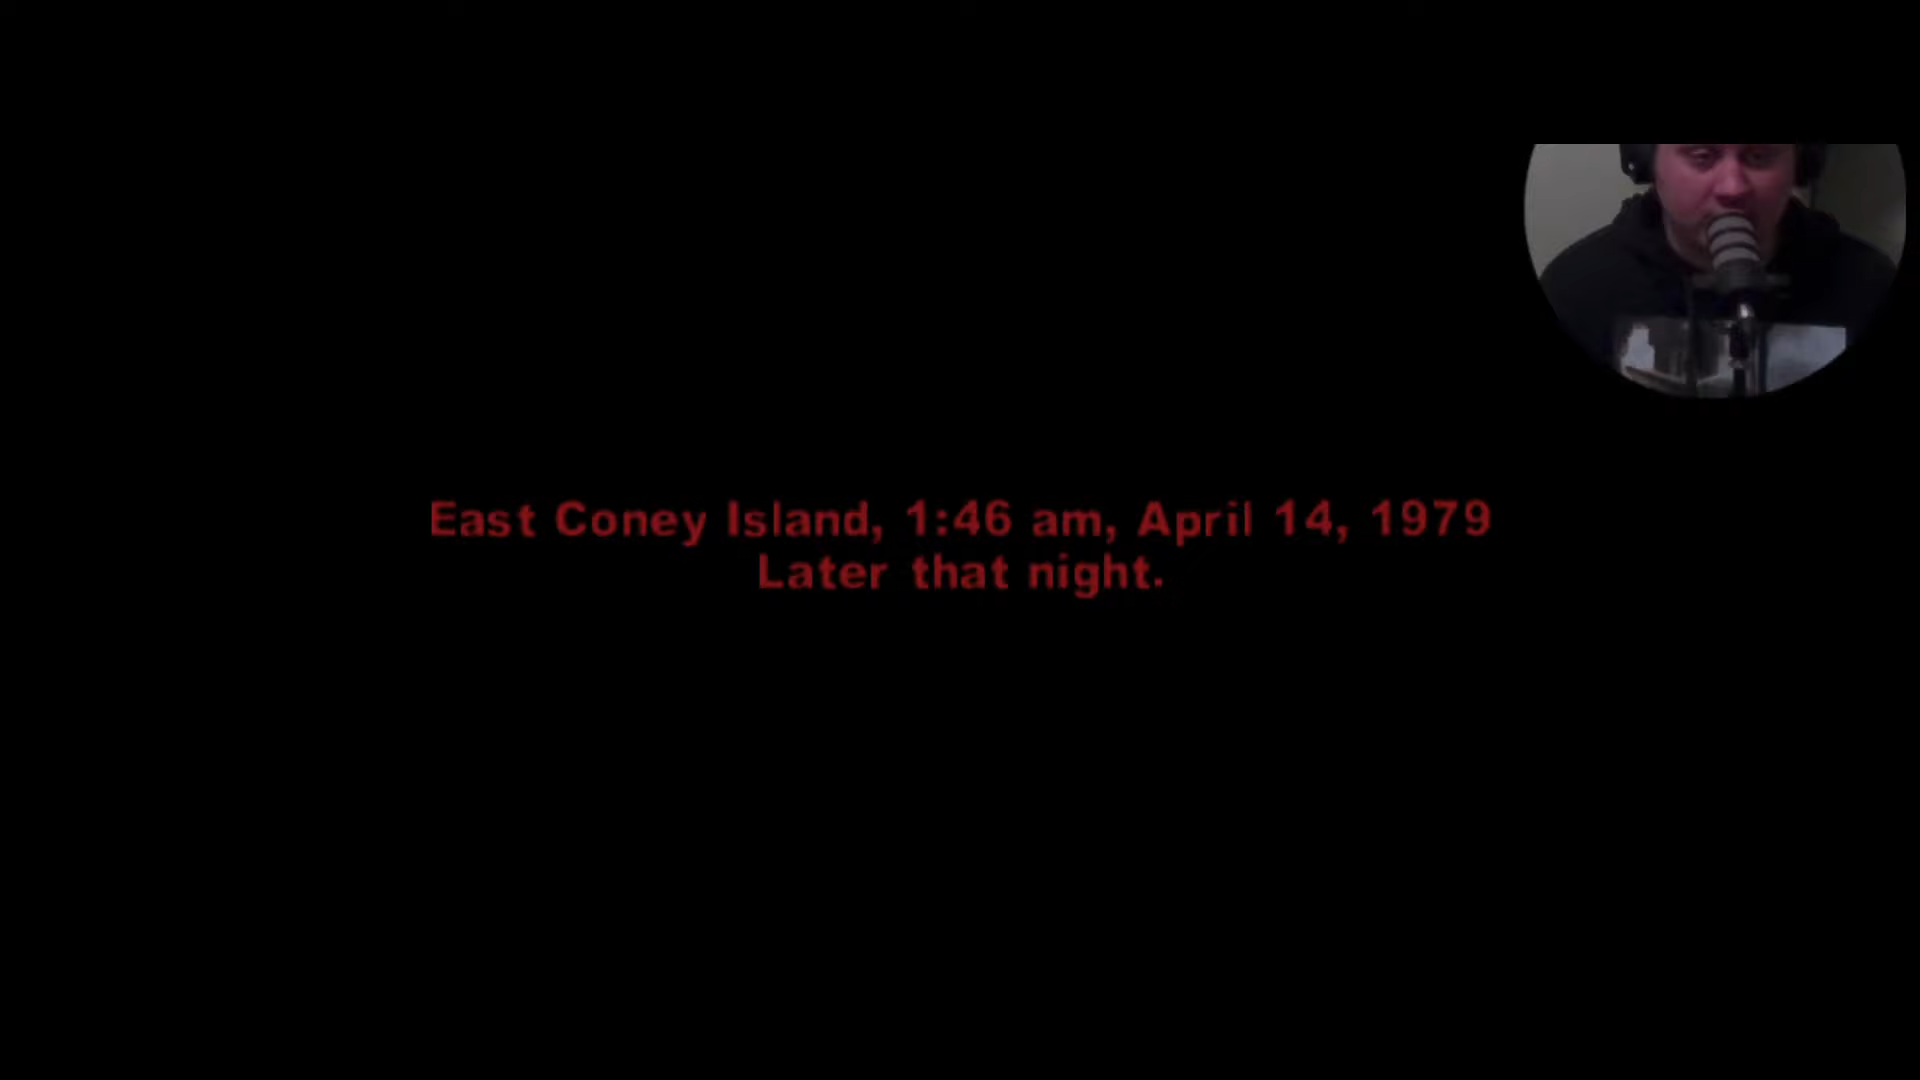 East Coney Island, 1:46 am, April 14, 1979
Later that night.